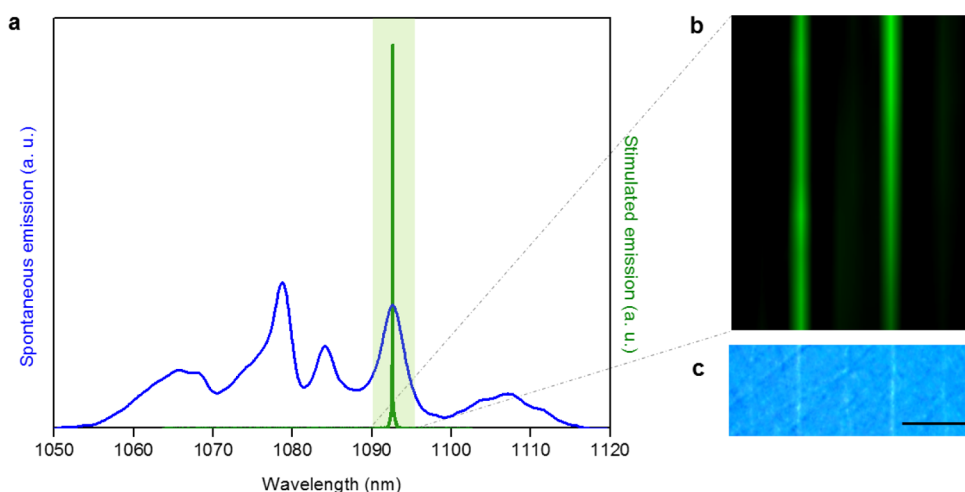 a
b
Spontaneous emission (a. u.)
Stimulated emission (a. u.)
c
1050 1060 1070 1080 1090 1100 1110 1120
Wavelength (nm)